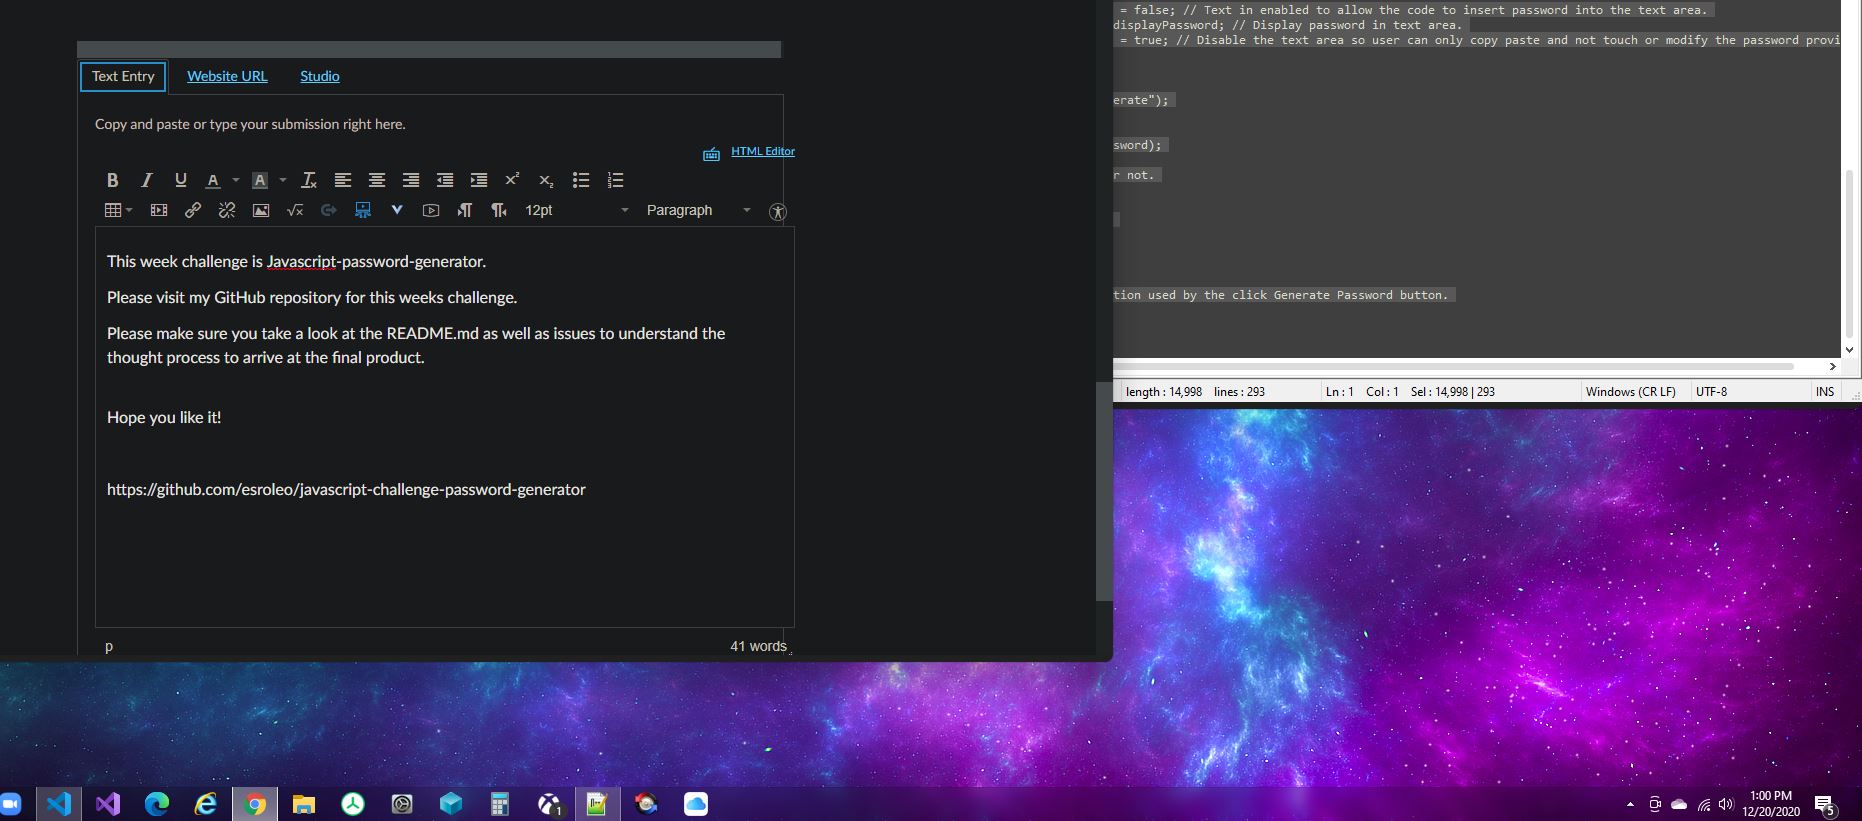 Text Entry Website URL Studio
Copy and paste or type your submission right here.
HTML Editor
12pt Paragraph
This week challenge is Javascript-password-generator.
Please visit my GitHub repository for this weeks challenge.
Please make sure you take a look at the README.md as well as issues to understand the
thought process to arrive at the final product.
Hope you like it!
https://github.com/esroleo/javascript-challenge-password-generator
p 41 words
= false; // Text in enabled to allow the code to insert password into the text area.
displayPassword; // Display password in text area.
= true; // Disable the text area so user can only copy paste and not touch or modify the password provi
erate");
sword);
r not.
tion used by the click Generate Password button.
length : 14,998 lines : 293 Ln : 1 Col : 1 Sel : 14,998 | 293 Windows (CR LF) UTF-8 INS
1:00 PM
12/20/2020
1
5